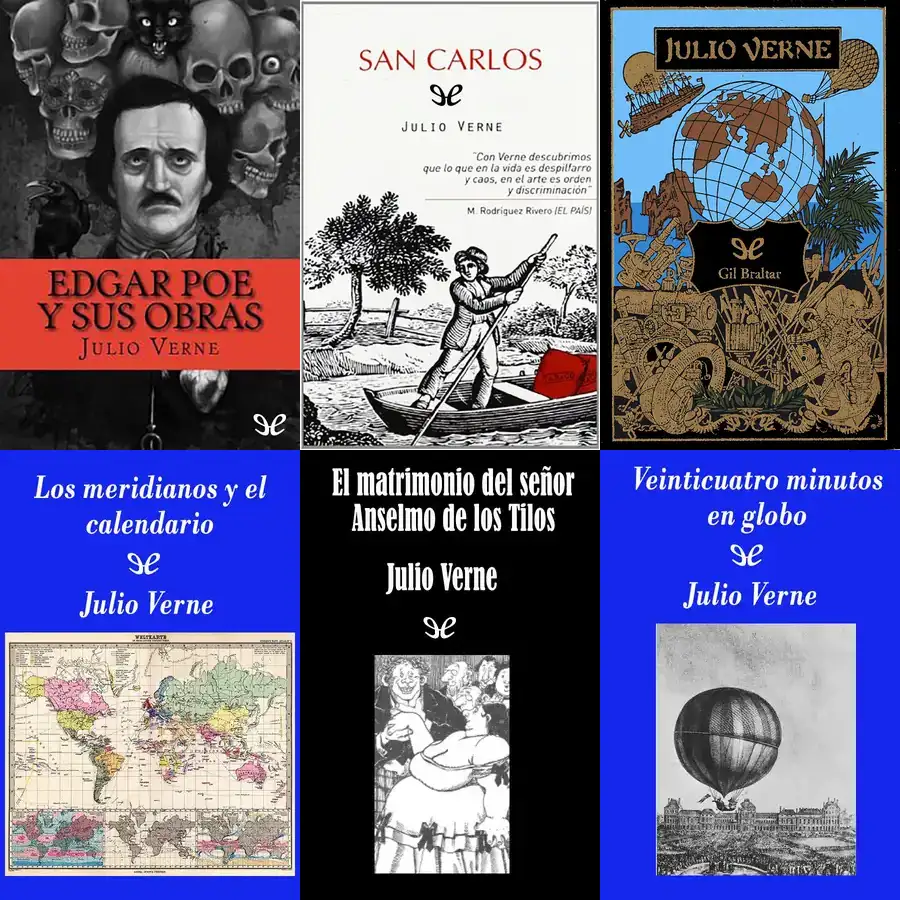 EDGAR POE
Y SUS OBRAS
JULIO VERNE
SAN CARLOS
JULIO VERNE
"Con Verne descubrimos
que lo que en la vida es despilfarro
y caos, en el arte es orden
y discriminación"
M. Rodríguez Rivero (EL PAÍS)
JULIO VERNE
Gil Braltar
Los meridianos y el
calendario
Julio Verne
WELTKARTE
El matrimonio del señor
Anselmo de los Tilos
Julio Verne
Veinticuatro minutos
en globo
Julio Verne